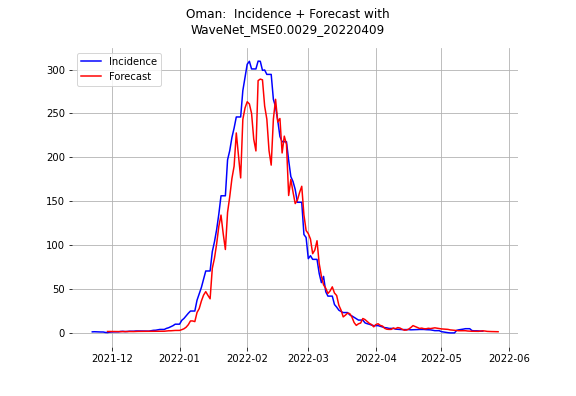 Oman:  Incidence + Forecast with
WaveNet_MSE0.0029_20220409
Incidence
Forecast
300
250
200
150
100
50
0
2021-12 2022-01 2022-02 2022-03 2022-04 2022-05 2022-06